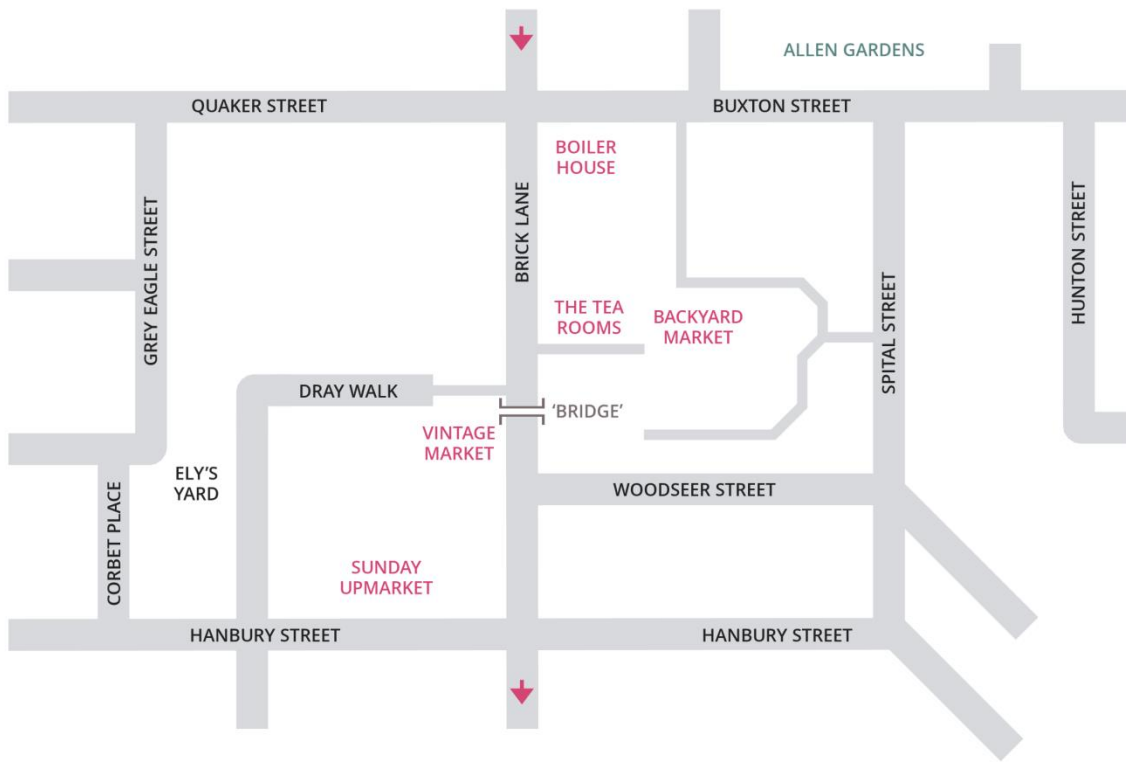 ALLEN GARDENS
QUAKER STREET
BUXTON STREET
BOILER
HOUSE
BRICK LANE
GREY EAGLE STREET
HUNTON STREET
SPITAL STREET
THE TEA
ROOMS
BACKYARD
MARKET
DRAY WALK
'BRIDGE'
VINTAGE
MARKET
ELY'S
YARD
WOODSEER STREET
CORBET PLACE
SUNDAY
UPMARKET
HANBURY STREET
HANBURY STREET